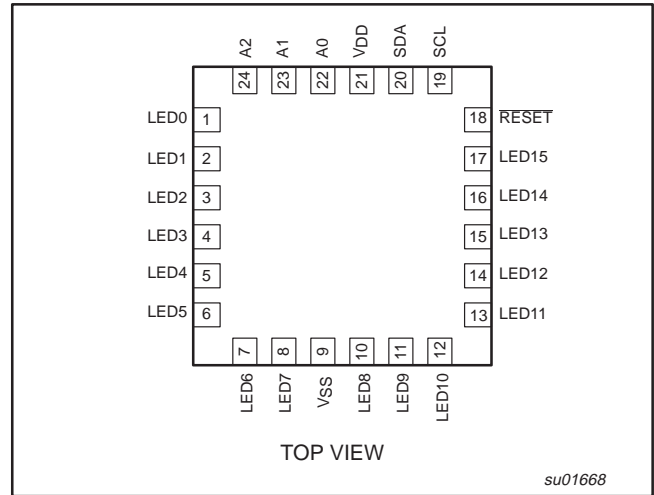 A2 A1 A0 VDD SDA SCL
24 23 22 21 20 19
LED0 1 18 RESET
LED1 2 17 LED15
LED2 3 16 LED14
LED3 4 15 LED13
LED4 5 14 LED12
LED5 6 13 LED11
7 8 9 10 11 12
LED6 LED7 VSS LED8 LED9 LED10
TOP VIEW
su01668